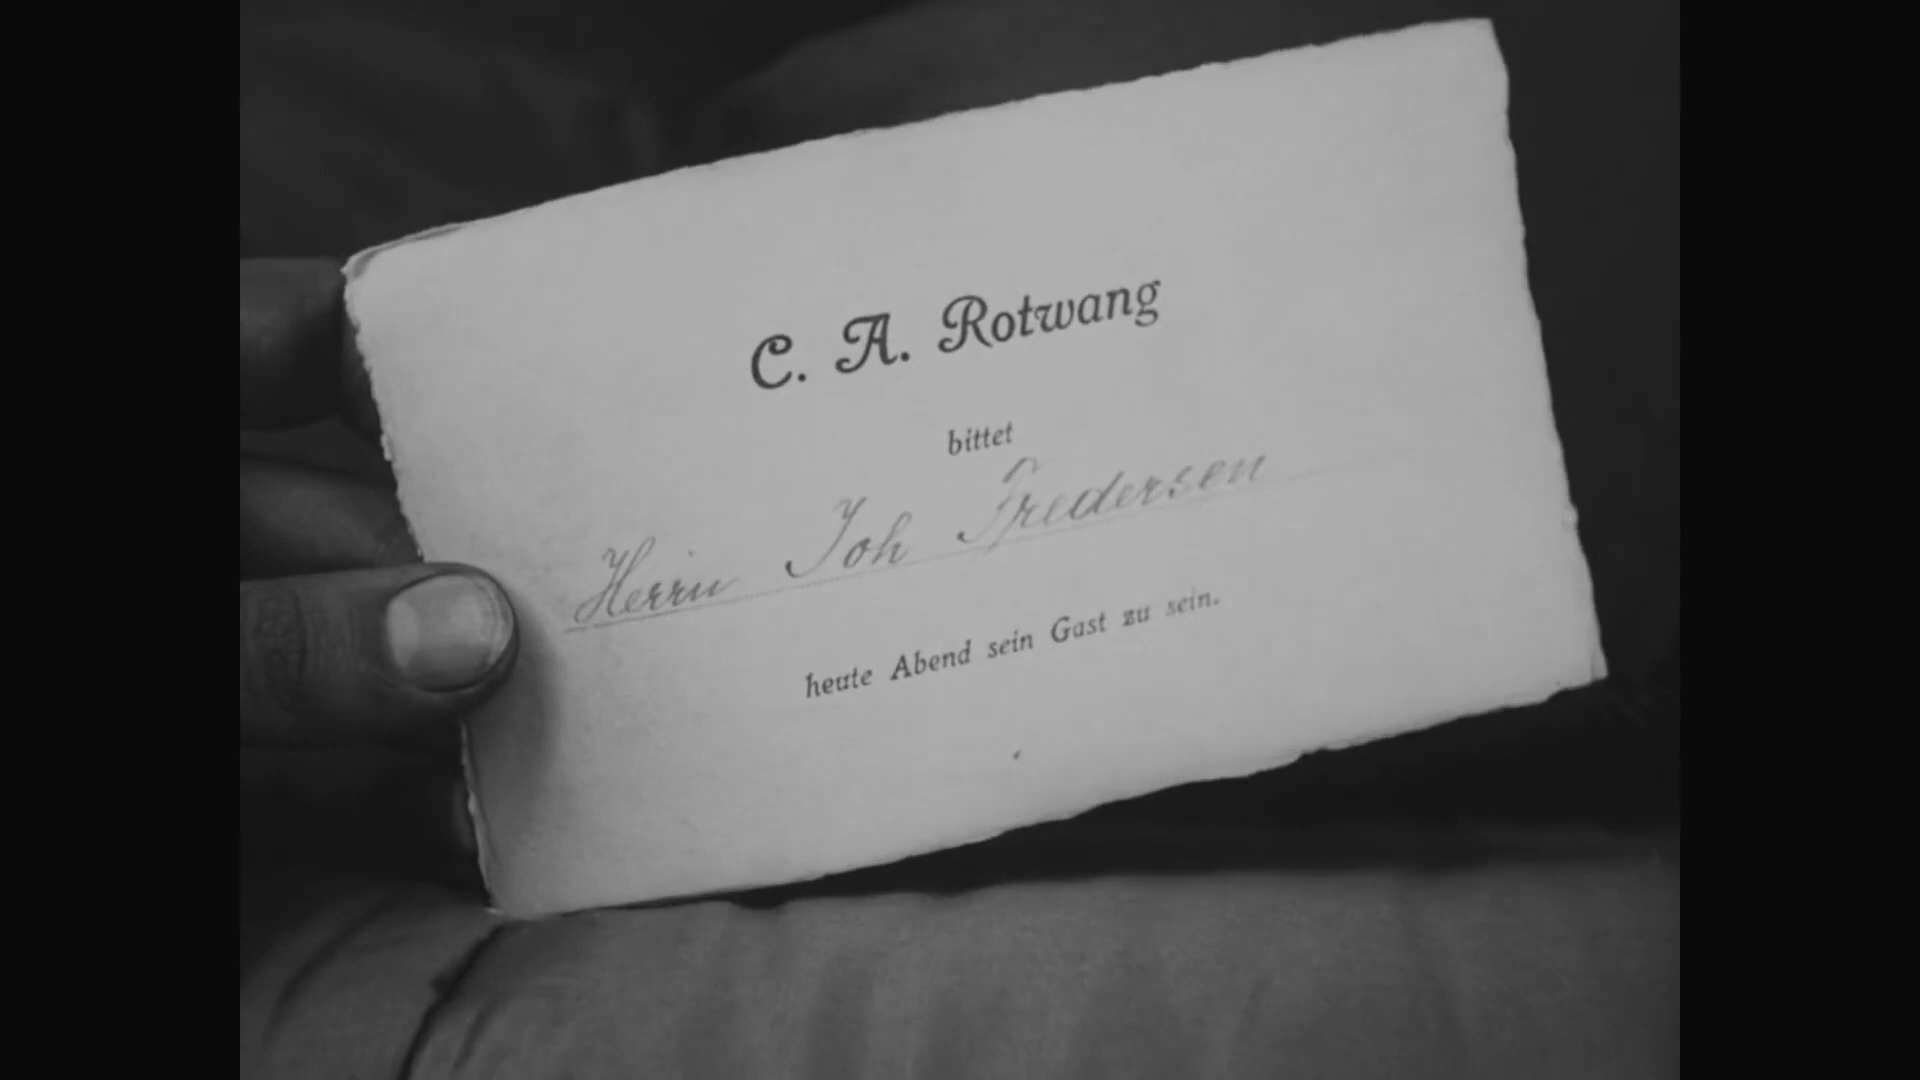 C. A. Rotwang
bittet
Herrn Joh Fredersen
heute Abend sein Gast zu sein.